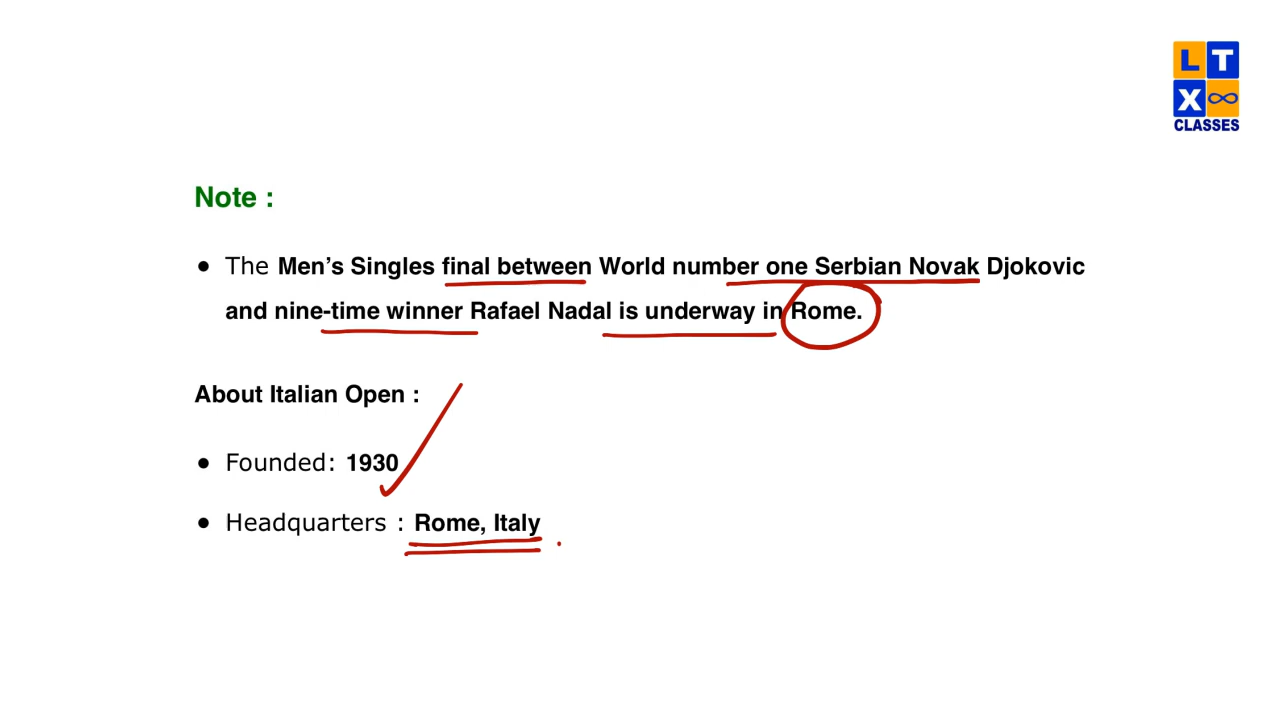 L T
X ∞
CLASSES
Note :
● The Men’s Singles final between World number one Serbian Novak Djokovic
and nine-time winner Rafael Nadal is underway in Rome.
About Italian Open :
● Founded: 1930
● Headquarters : Rome, Italy